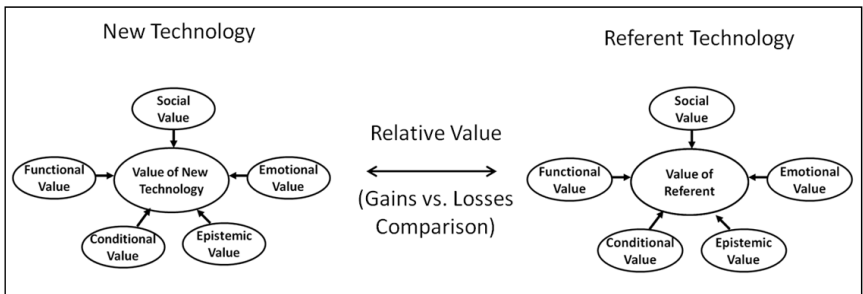 New Technology
Social
Value
Functional
Value
Value of New
Technology
Emotional
Value
Conditional
Value
Epistemic
Value
Relative Value
(Gains vs. Losses
Comparison)
Referent Technology
Social
Value
Functional
Value
Value of
Referent
Emotional
Value
Conditional
Value
Epistemic
Value